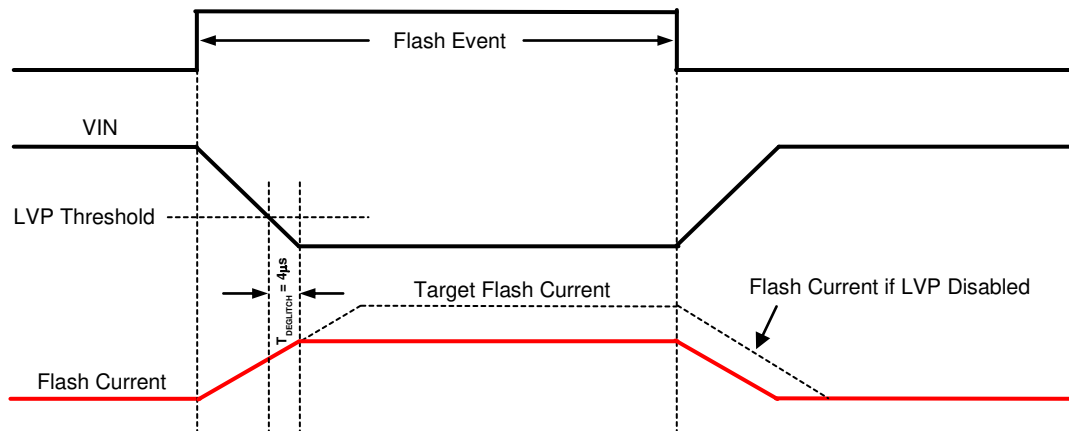 Flash Event
VIN
LVP Threshold
T DEGLITCH = 4µs
Target Flash Current
Flash Current if LVP Disabled
Flash Current